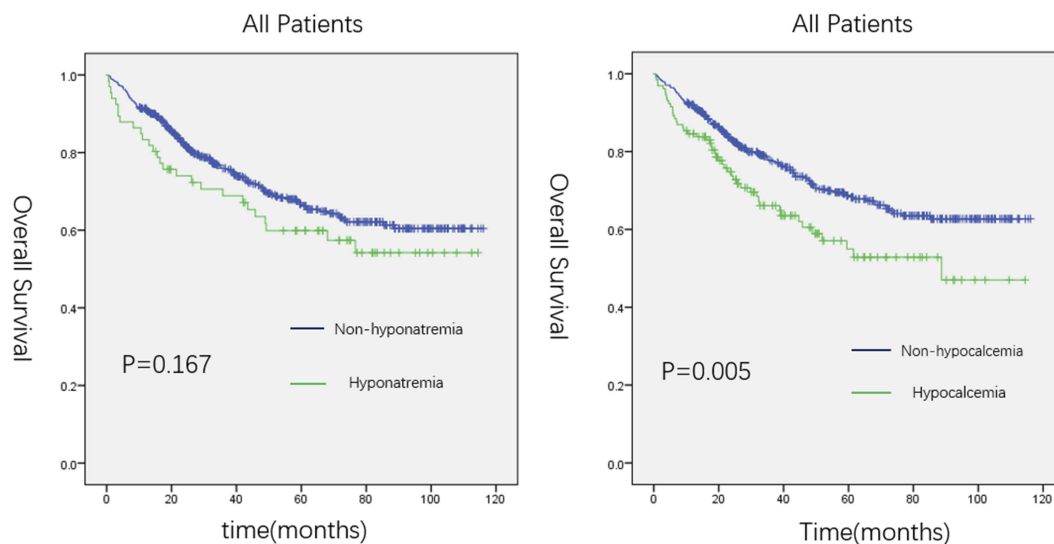 All Patients
Overall Survival
1.0
0.8
0.6
0.4
0.2
0.0
Non-hyponatremia
P=0.167
Hyponatremia
0
20
40
60
80
100
120
time(months)
All Patients
Overall Survival
1.0
0.8
0.6
0.4
0.2
0.0
Non-hypocalcemia
P=0.005
Hypocalcemia
0
20
40
60
80
100
120
Time(months)